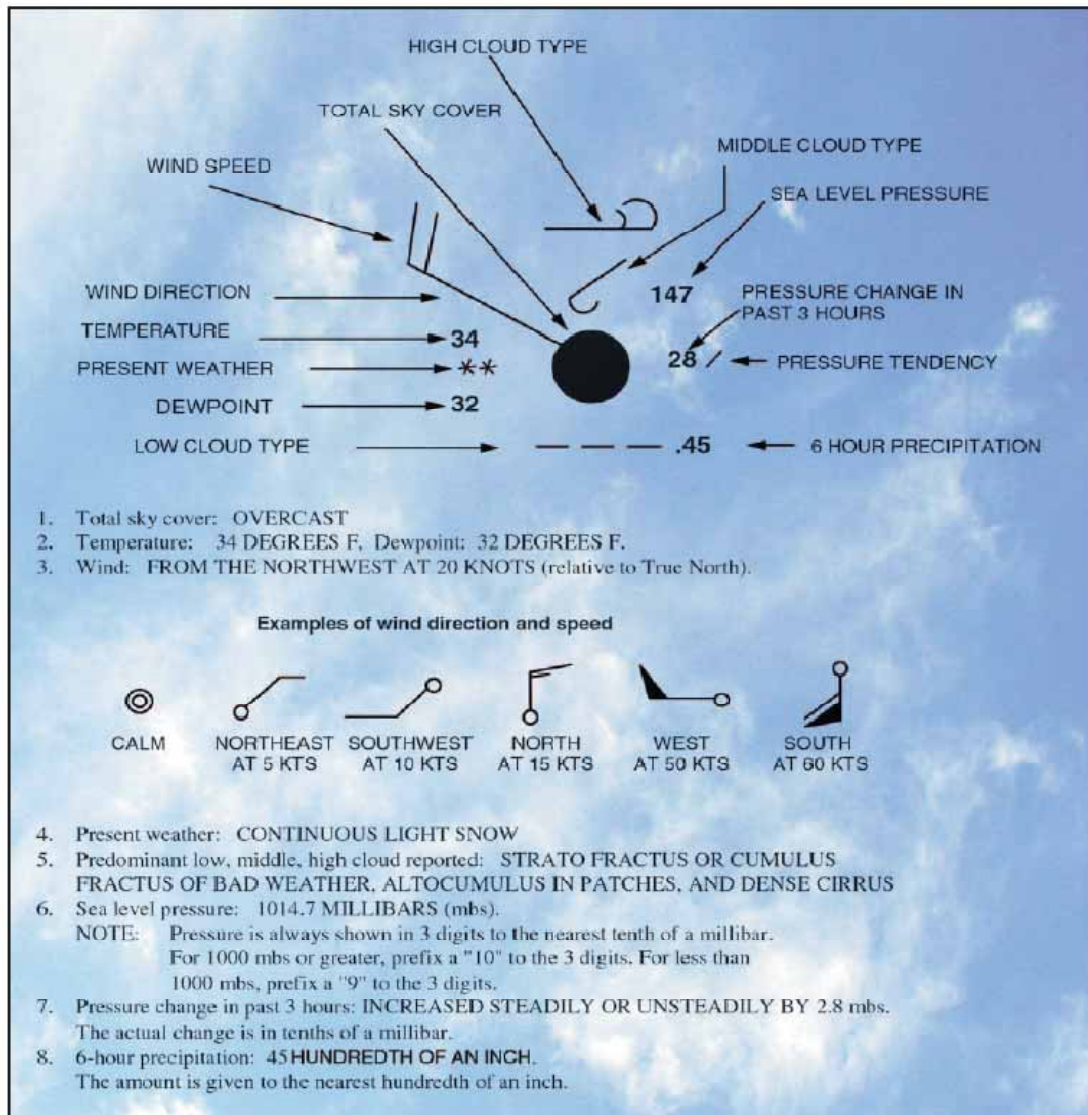 HIGH CLOUD TYPE
TOTAL SKY COVER
MIDDLE CLOUD TYPE
WIND SPEED
SEA LEVEL PRESSURE
WIND DIRECTION
147
PRESSURE CHANGE IN
PAST 3 HOURS
TEMPERATURE
34
28
PRESSURE TENDENCY
PRESENT WEATHER
**
DEWPOINT
32
LOW CLOUD TYPE
.45
6 HOUR PRECIPITATION
1. Total sky cover: OVERCAST
2. Temperature: 34 DEGREES F, Dewpoint: 32 DEGREES F.
3. Wind: FROM THE NORTHWEST AT 20 KNOTS (relative to True North).
Examples of wind direction and speed
CALM
NORTHEAST
AT 5 KTS
SOUTHWEST
AT 10 KTS
NORTH
AT 15 KTS
WEST
AT 50 KTS
SOUTH
AT 60 KTS
4. Present weather: CONTINUOUS LIGHT SNOW
5. Predominant low, middle, high cloud reported: STRATO FRACTUS OR CUMULUS
FRACTUS OF BAD WEATHER, ALTOCUMULUS IN PATCHES, AND DENSE CIRRUS
6. Sea level pressure: 1014.7 MILLIBARS (mbs).
NOTE: Pressure is always shown in 3 digits to the nearest tenth of a millibar.
For 1000 mbs or greater, prefix a "10" to the 3 digits. For less than
1000 mbs, prefix a "9" to the 3 digits.
7. Pressure change in past 3 hours: INCREASED STEADILY OR UNSTEADILY BY 2.8 mbs.
The actual change is in tenths of a millibar.
8. 6-hour precipitation: 45 HUNDREDTH OF AN INCH.
The amount is given to the nearest hundredth of an inch.